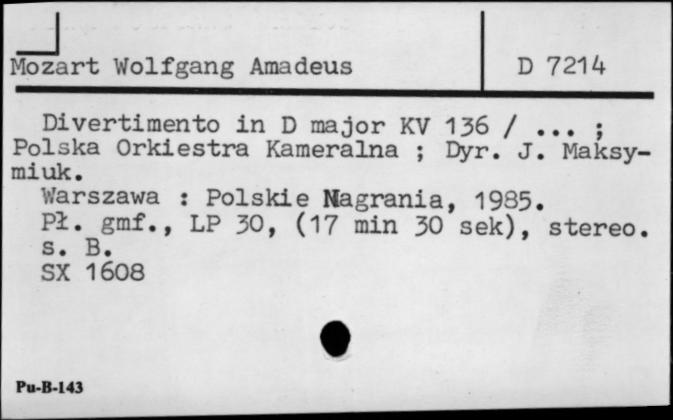 Mozart Wolfgang Amadeus D 7214
Divertimento in D major KV 136 / ... ;
Polska Orkiestra Kameralna ; Dyr. J. Maksy-
miuk.
Warszawa : Polskie Nagrania, 1985.
Pł. gmf., LP 30, (17 min 30 sek), stereo.
s. B.
SX 1608
Pu-B-143